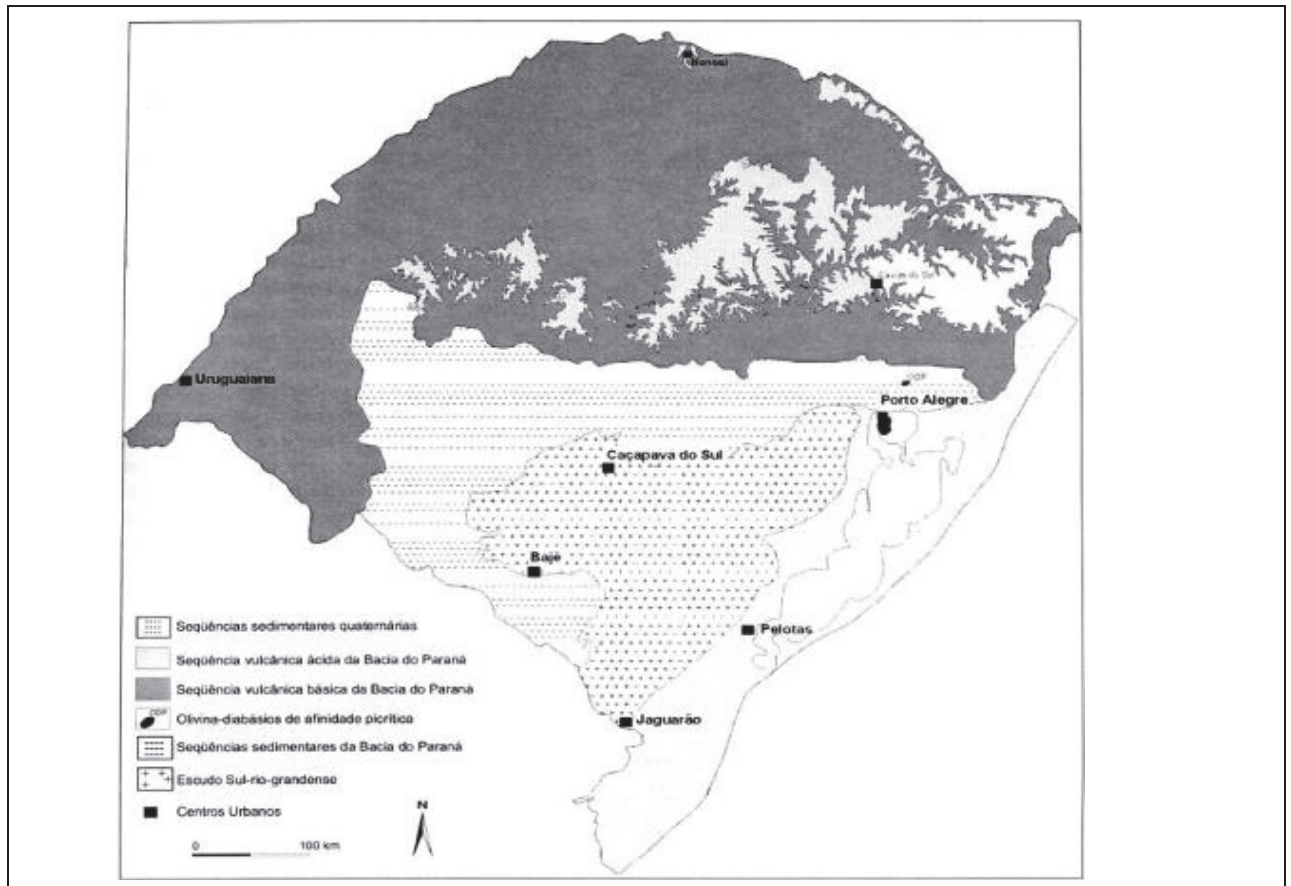 Uruguaiana
Porto Alegre
Caçapava do Sul
Bajé
Pelotas
Jaguarão
Seqüências sedimentares quaternárias
Seqüência vulcânica ácida da Bacia do Paraná
Seqüência vulcânica básica da Bacia do Paraná
Olivina-diabásios de afinidade picrítica
Seqüências sedimentares da Bacia do Paraná
Escudo Sul-rio-grandense
Centros Urbanos
N
0 100 km